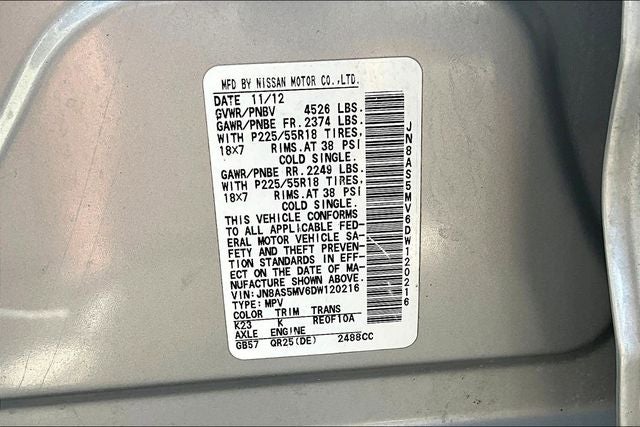 MFD BY NISSAN MOTOR CO.,LTD.
DATE 11/12
GVWR/PNBV 4526 LBS.
GAWR/PNBE FR. 2374 LBS.
WITH P225/55R18 TIRES,
18X7 RIMS.AT 38 PSI
COLD SINGLE.
GAWR/PNBE RR. 2249 LBS.
WITH P225/55R18 TIRES,
18X7 RIMS.AT 38 PSI
COLD SINGLE.
THIS VEHICLE CONFORMS
TO ALL APPLICABLE FED-
ERAL MOTOR VEHICLE SA-
FETY AND THEFT PREVEN-
TION STANDARDS IN EFF-
ECT ON THE DATE OF MA-
NUFACTURE SHOWN ABOVE.
VIN: JN8AS5MV6DW120216
TYPE: MPV
COLOR TRIM TRANS
K23 K RE0F10A
AXLE ENGINE
GB57 QR25(DE) 2488CC
JN8AS5MV6DW120216